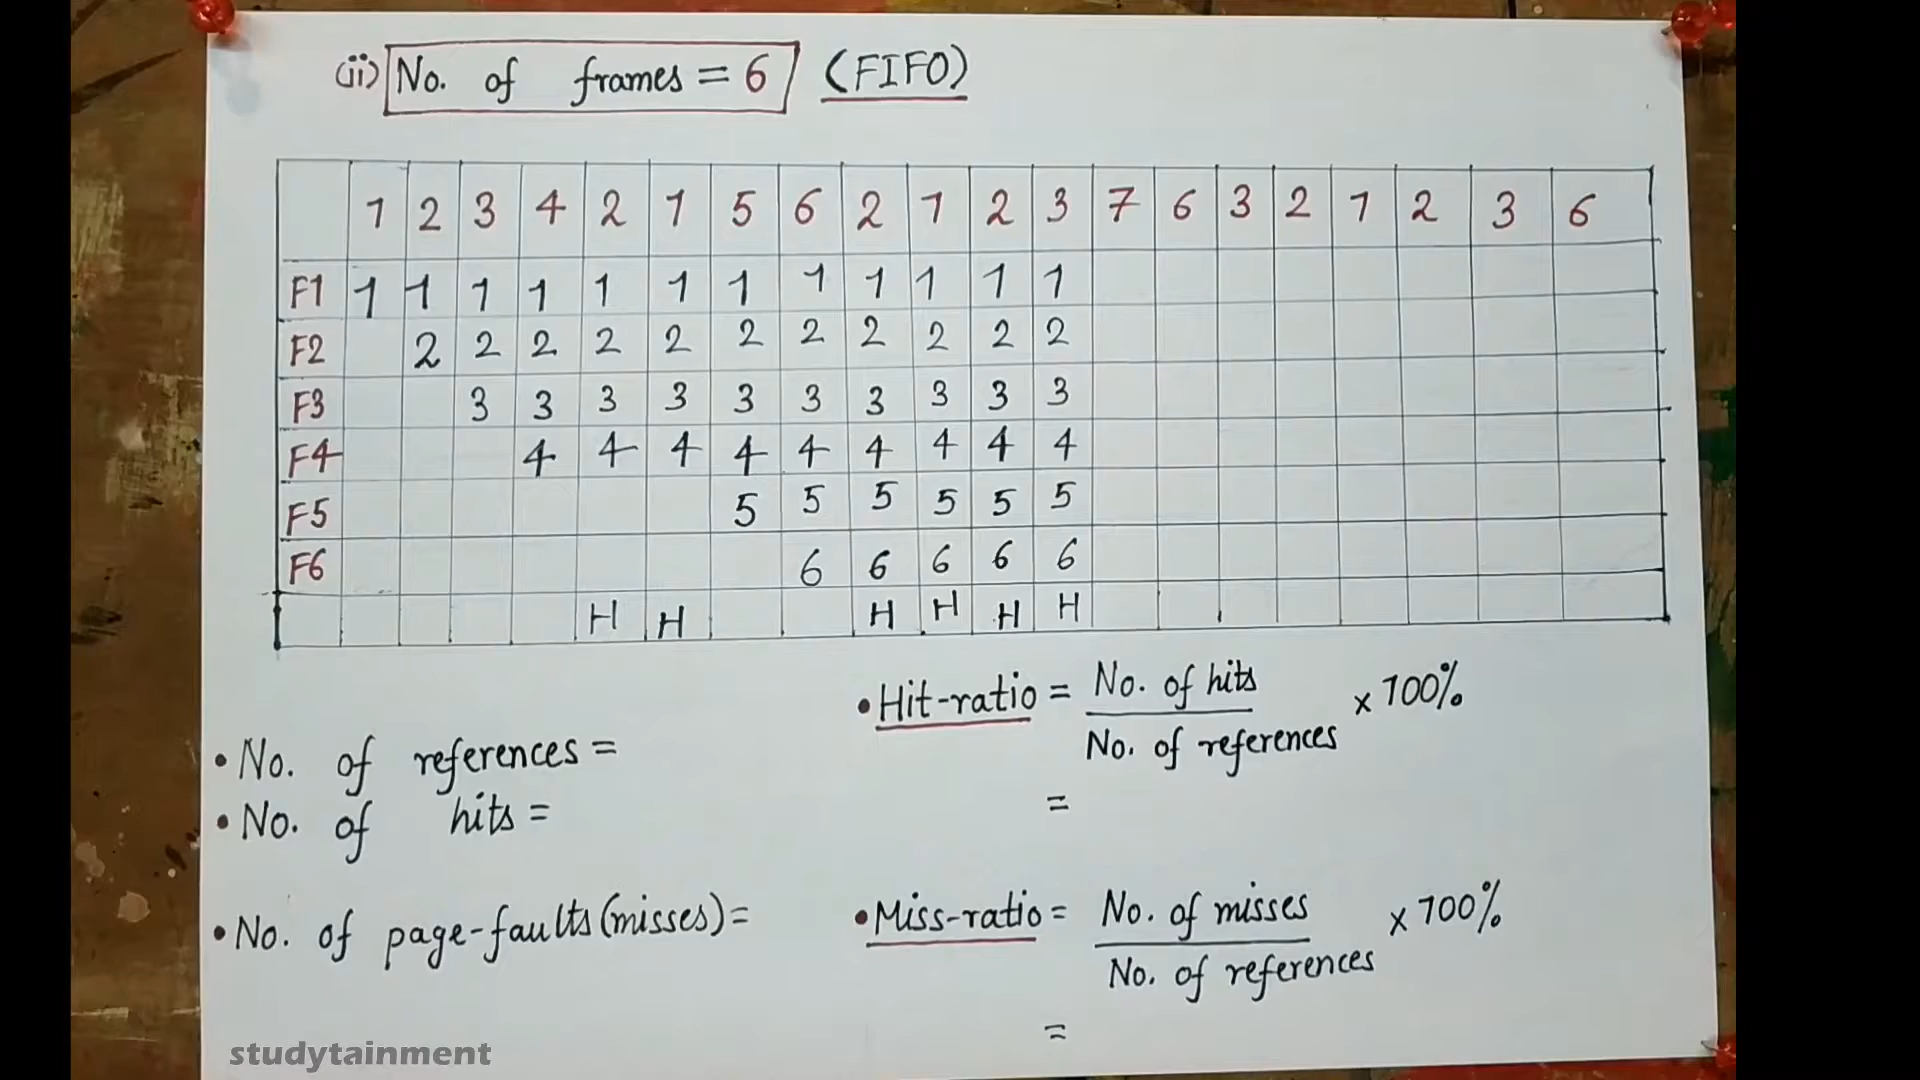 (ii) No. of frames = 6 (FIFO)
1 2 3 4 2 1 5 6 2 1 2 3 7 6 3 2 1 2 3 6
F1 1 1 1 1 1 1 1 1 1 1 1 1
F2 2 2 2 2 2 2 2 2 2 2 2
F3 3 3 3 3 3 3 3 3 3 3
F4 4 4 4 4 4 4 4 4 4
F5 5 5 5 5 5 5
F6 6 6 6 6 6
H H H H H H
• Hit-ratio = No. of hits / No. of references x 100%
=
• No. of references =
• No. of hits =
• No. of page-faults(misses) =
• Miss-ratio = No. of misses / No. of references x 100%
=
studytainment